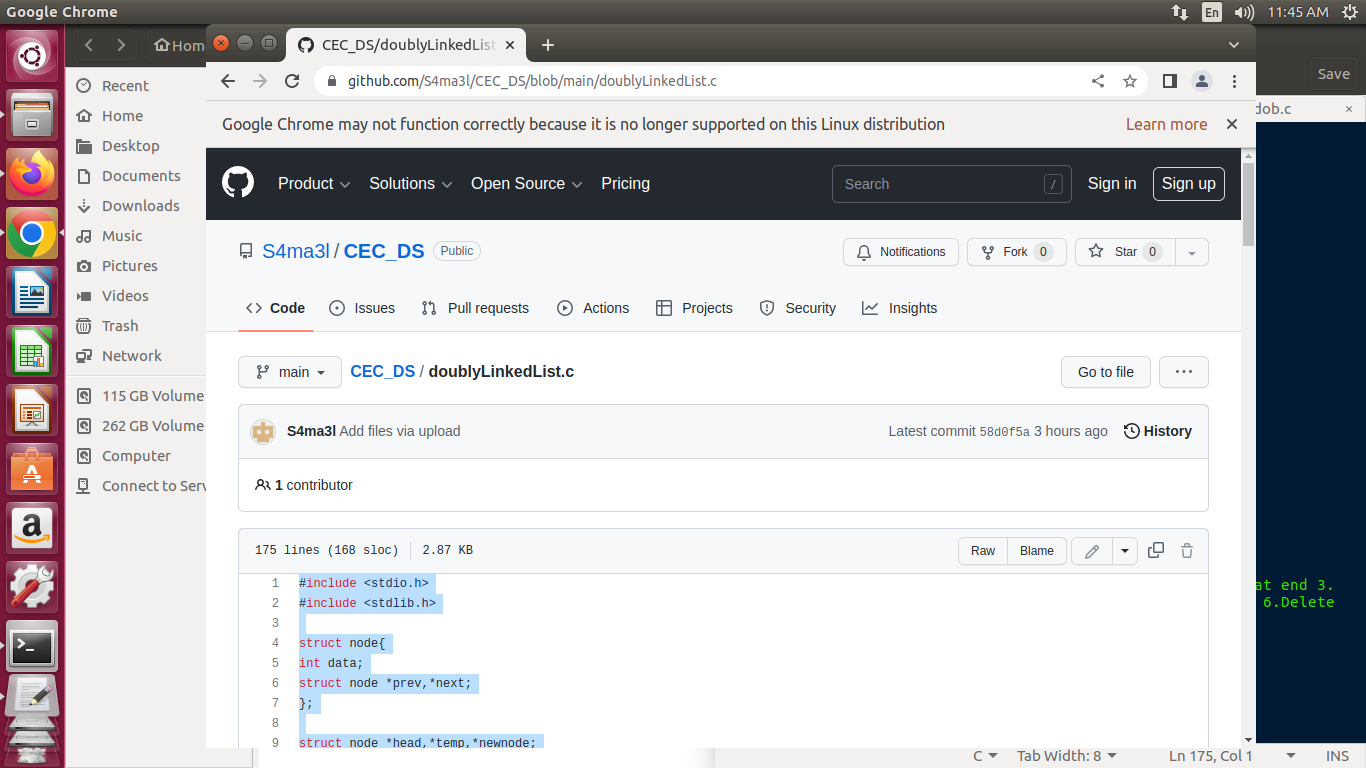 Google Chrome
En
11:45 AM
Hom
CEC_DS/doublyLinkedList
Save
github.com/S4ma3l/CEC_DS/blob/main/doublyLinkedList.c
dob.c
Google Chrome may not function correctly because it is no longer supported on this Linux distribution
Learn more
Recent
Home
Desktop
Documents
Downloads
Music
Pictures
Videos
Trash
Network
115 GB Volume
262 GB Volume
Computer
Connect to Serv
Product
Solutions
Open Source
Pricing
Search
/
Sign in
Sign up
S4ma3l / CEC_DS
Public
Notifications
Fork 0
Star 0
Code
Issues
Pull requests
Actions
Projects
Security
Insights
main
CEC_DS / doublyLinkedList.c
Go to file
S4ma3l Add files via upload
Latest commit 58d0f5a 3 hours ago
History
1 contributor
175 lines (168 sloc)
2.87 KB
Raw
Blame
1 #include <stdio.h>
2 #include <stdlib.h>
3
4 struct node{
5 int data;
6 struct node *prev,*next;
7 };
8
9 struct node *head,*temp,*newnode;
at end 3.
6.Delete
C
Tab Width: 8
Ln 175, Col 1
INS